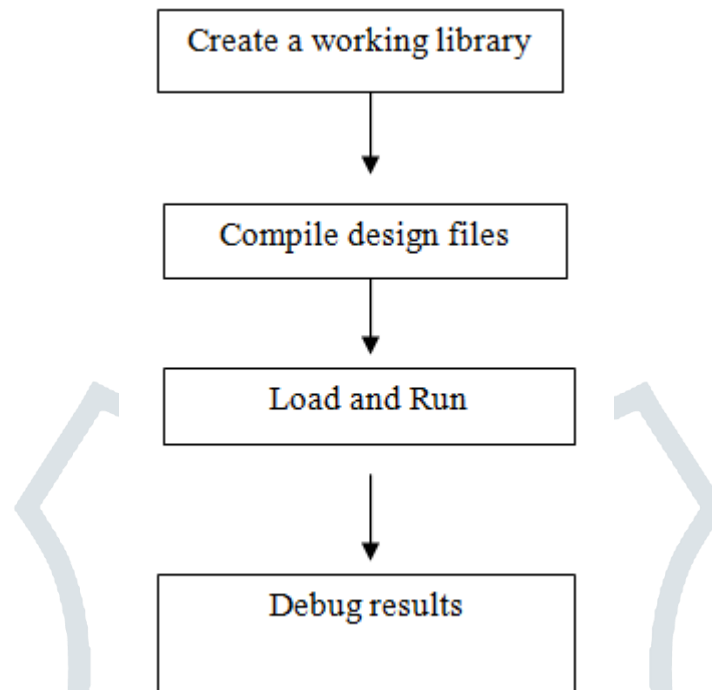 Create a working library
Compile design files
Load and Run
Debug results